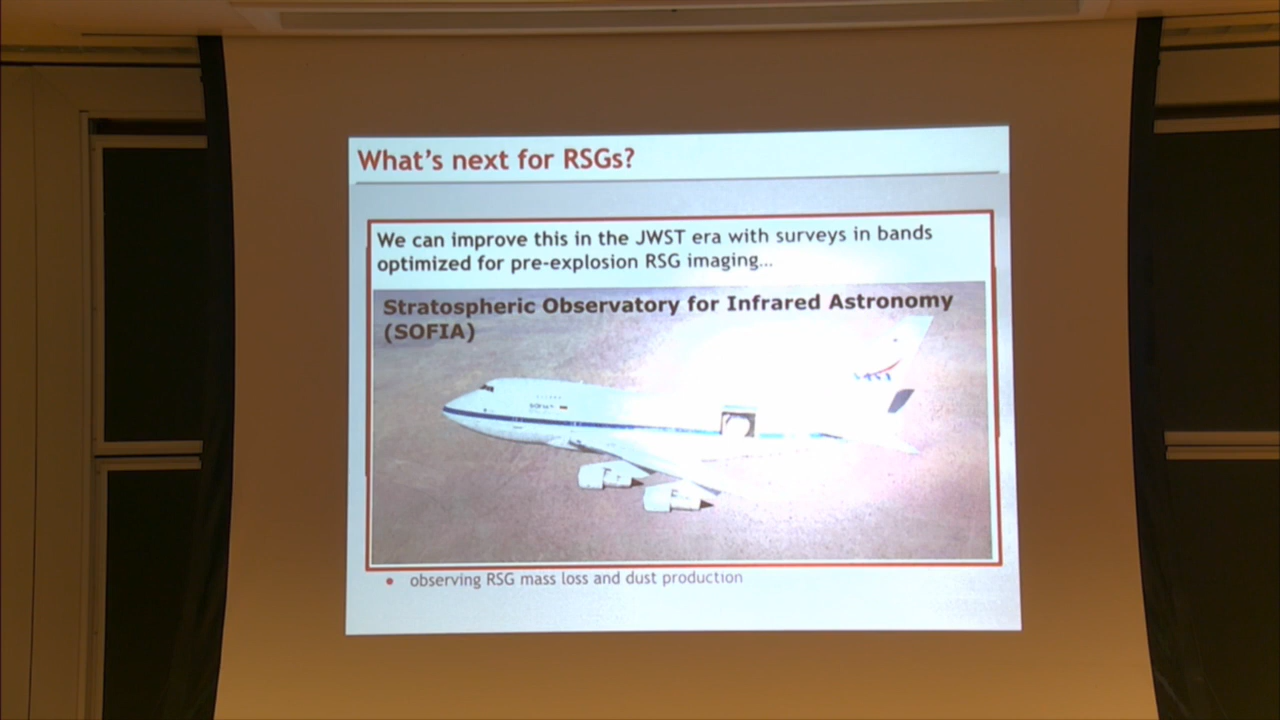 What's next for RSGs?
We can improve this in the JWST era with surveys in bands
optimized for pre-explosion RSG imaging...
Stratospheric Observatory for Infrared Astronomy
(SOFIA)
NASA
SOFIA
• observing RSG mass loss and dust production